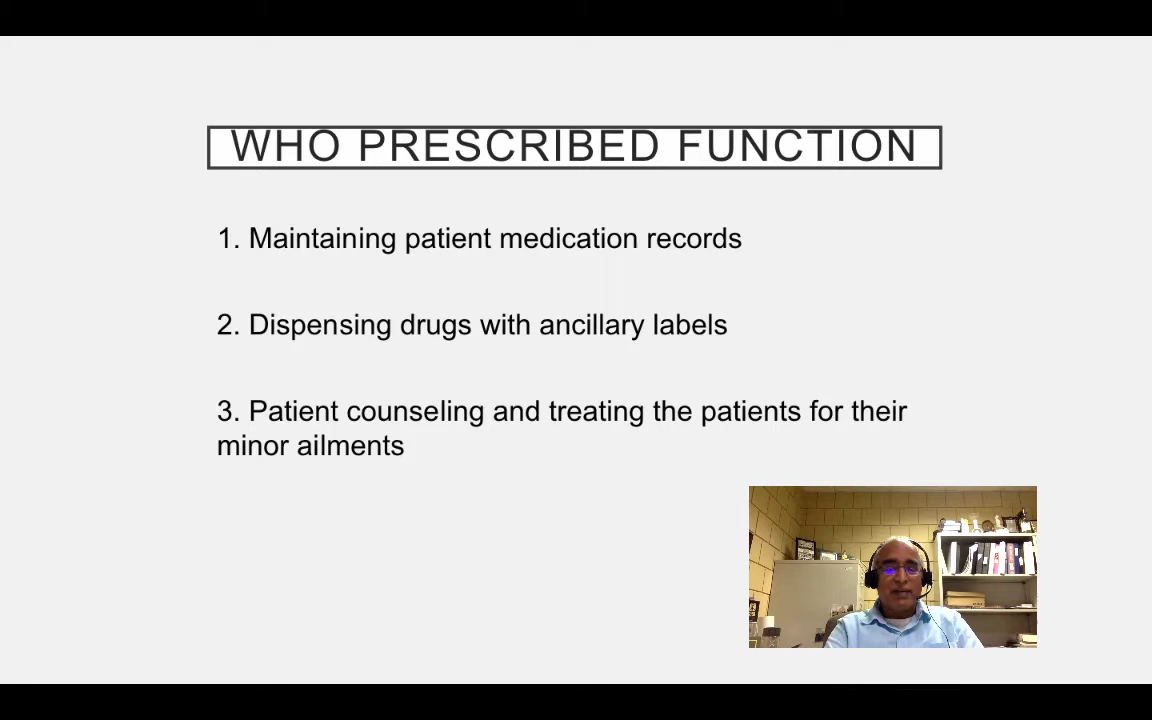 WHO PRESCRIBED FUNCTION
1. Maintaining patient medication records
2. Dispensing drugs with ancillary labels
3. Patient counseling and treating the patients for their
minor ailments